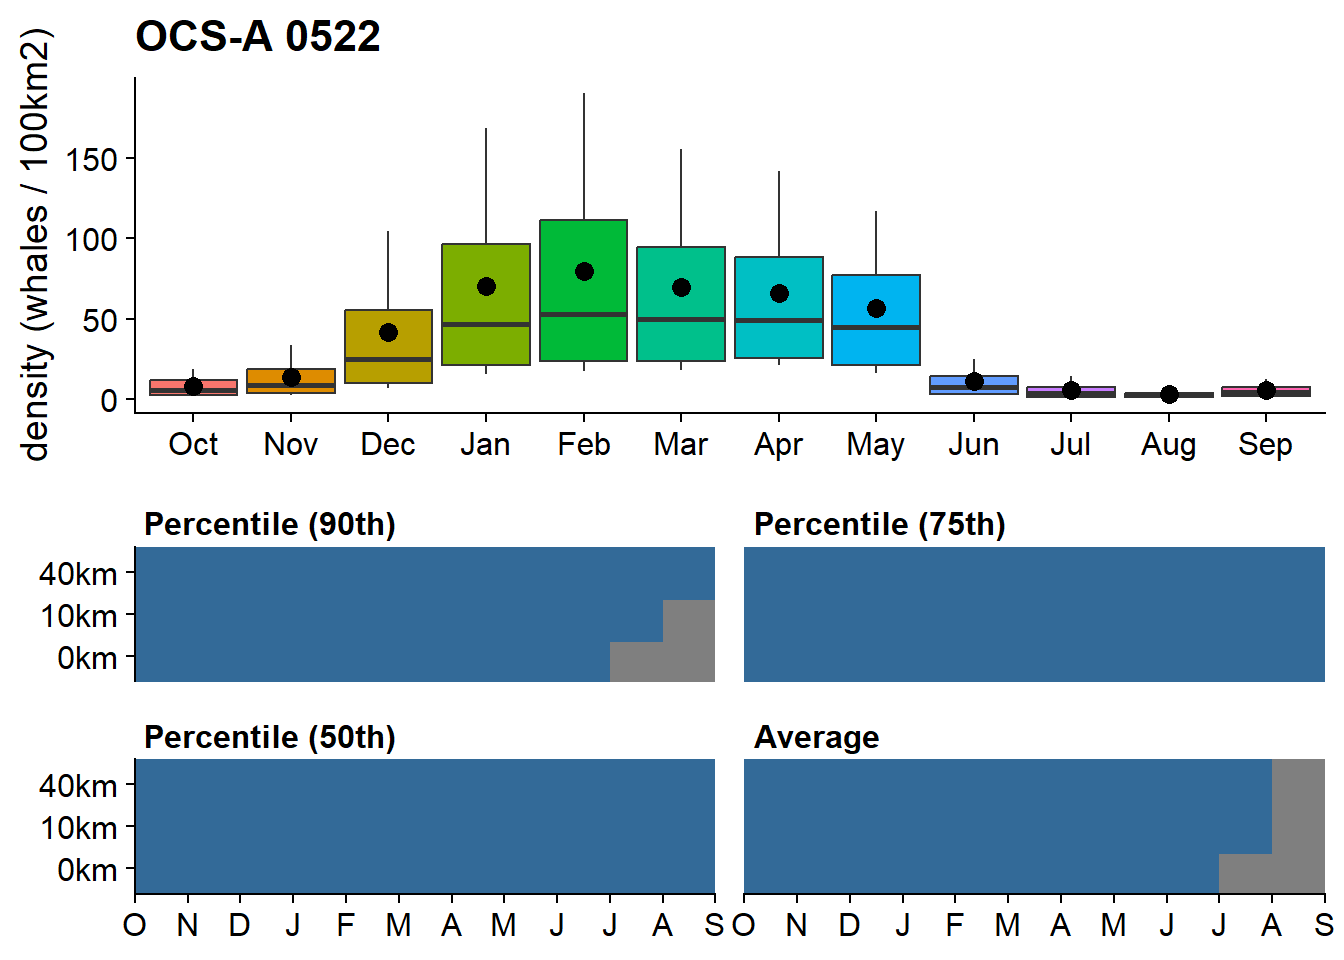 OCS-A 0522
density (whales / 100km2)
150
100
50
0
Oct Nov Dec Jan Feb Mar Apr May Jun Jul Aug Sep
Percentile (90th) Percentile (75th)
40km
10km
0km
Percentile (50th) Average
40km
10km
0km
O N D J F M A M J J A S O N D J F M A M J J A S